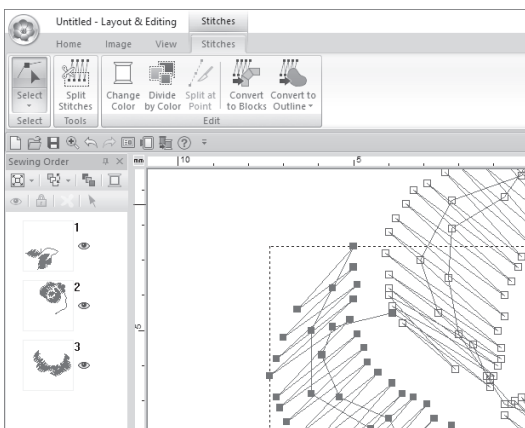 Untitled - Layout & Editing Stitches
Home Image View Stitches
Select Split Stitches Change Color Divide by Color Split at Point Convert to Blocks Convert to Outline
Select Tools Edit
Sewing Order
mm 10 5
1
2
5
3